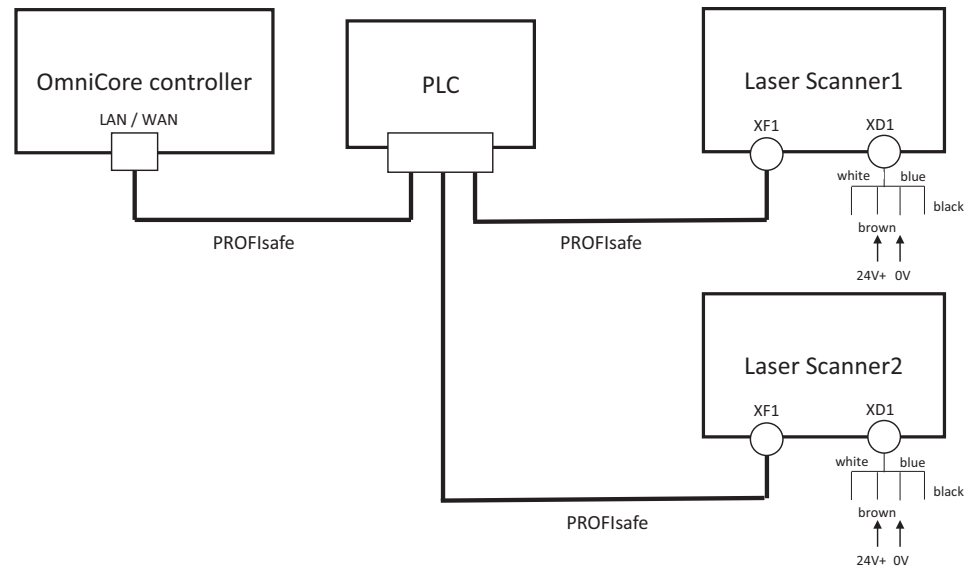 OmniCore controller
LAN / WAN
PLC
Laser Scanner1
XF1
XD1
white
blue
black
brown
24V+ 0V
PROFIsafe
PROFIsafe
Laser Scanner2
XF1
XD1
white
blue
black
brown
24V+ 0V
PROFIsafe